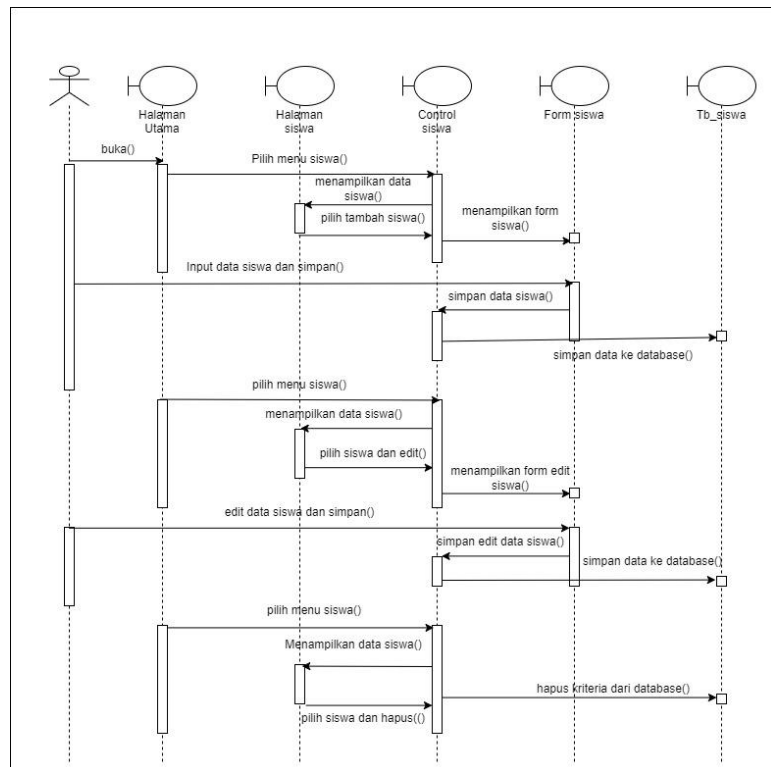 Halaman
Utama
Halaman
siswa
Control
siswa
Form siswa
Tb_siswa
buka()
Pilih menu siswa()
menampilkan data
siswa()
pilih tambah siswa()
menampilkan form
siswa()
Input data siswa dan simpan()
simpan data siswa()
simpan data ke database()
pilih menu siswa()
menampilkan data siswa()
pilih siswa dan edit()
menampilkan form edit
siswa()
edit data siswa dan simpan()
simpan edit data siswa()
simpan data ke database()
pilih menu siswa()
Menampilkan data siswa()
hapus kriteria dari database()
pilih siswa dan hapus(()